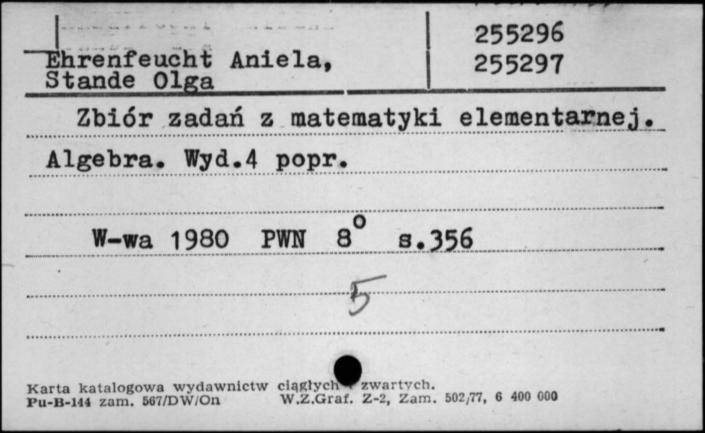 255296
Ehrenfeucht Aniela, 255297
Stande Olga
Zbiór zadań z matematyki elementarnej.
Algebra. Wyd.4 popr.
W-wa 1980 PWN 8° s.356
5
Karta katalogowa wydawnictw ciągłych i zwartych.
Pu-B-144 zam. 567/DW/On W.Z.Graf. Z-2, Zam. 502/77, 6 400 000